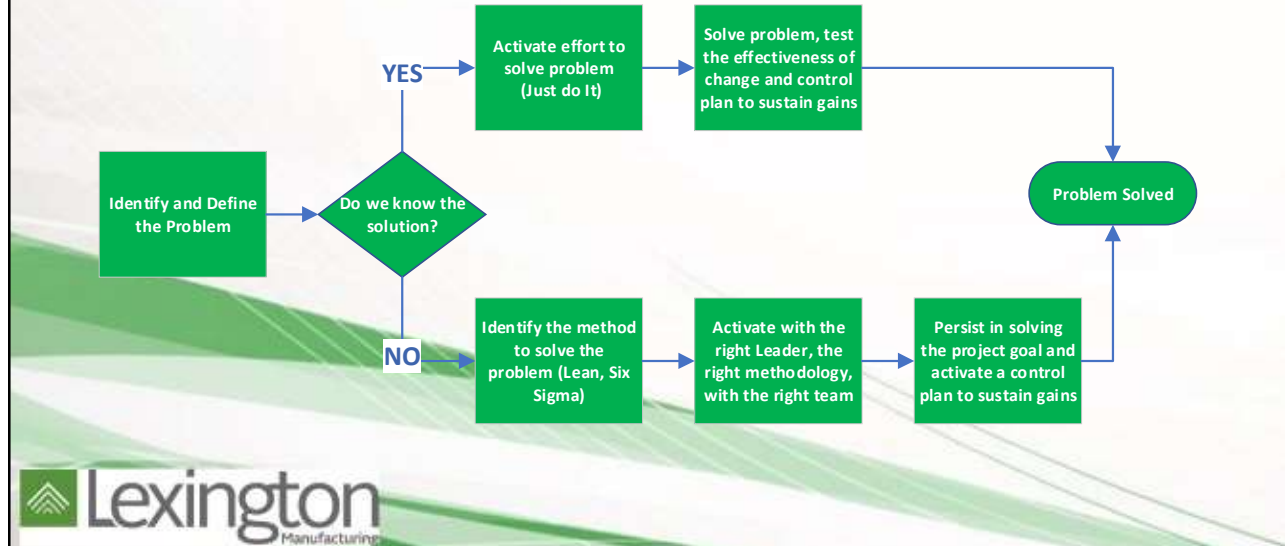 YES
Activate effort to
solve problem
(Just do It)
Solve problem, test
the effectiveness of
change and control
plan to sustain gains
Identify and Define
the Problem
Do we know the
solution?
Problem Solved
NO
Identify the method
to solve the
problem (Lean, Six
Sigma)
Activate with the
right Leader, the
right methodology,
with the right team
Persist in solving
the project goal and
activate a control
plan to sustain gains
Lexington
Manufacturing